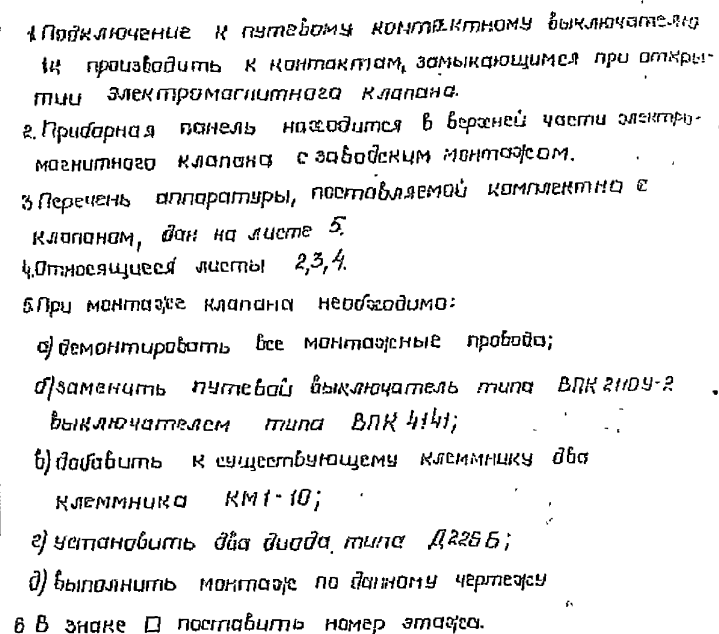 1. Подключение к путевому контактному выключателю
1к производить к контактам, замыкающимся при откры-
тии электромагнитного клапана.
2. Приборная панель находится в верхней части электро-
магнитного клапана с заводским монтажом.
3. Перечень аппаратуры, поставляемой комплектно с
клапаном, дан на листе 5.
4. Относящиеся листы 2,3,4.
5. При монтаже клапана необходимо:
а) демонтировать все монтажные провода;
б) заменить путевой выключатель типа ВПК 2110У-2
выключателем типа ВПК 4141;
в) добавить к существующему клеммнику два
клеммника КМ1-10;
г) установить два диода типа Д226Б;
д) выполнить монтаж по данному чертежу
6 В знаке □ поставить номер этажа.